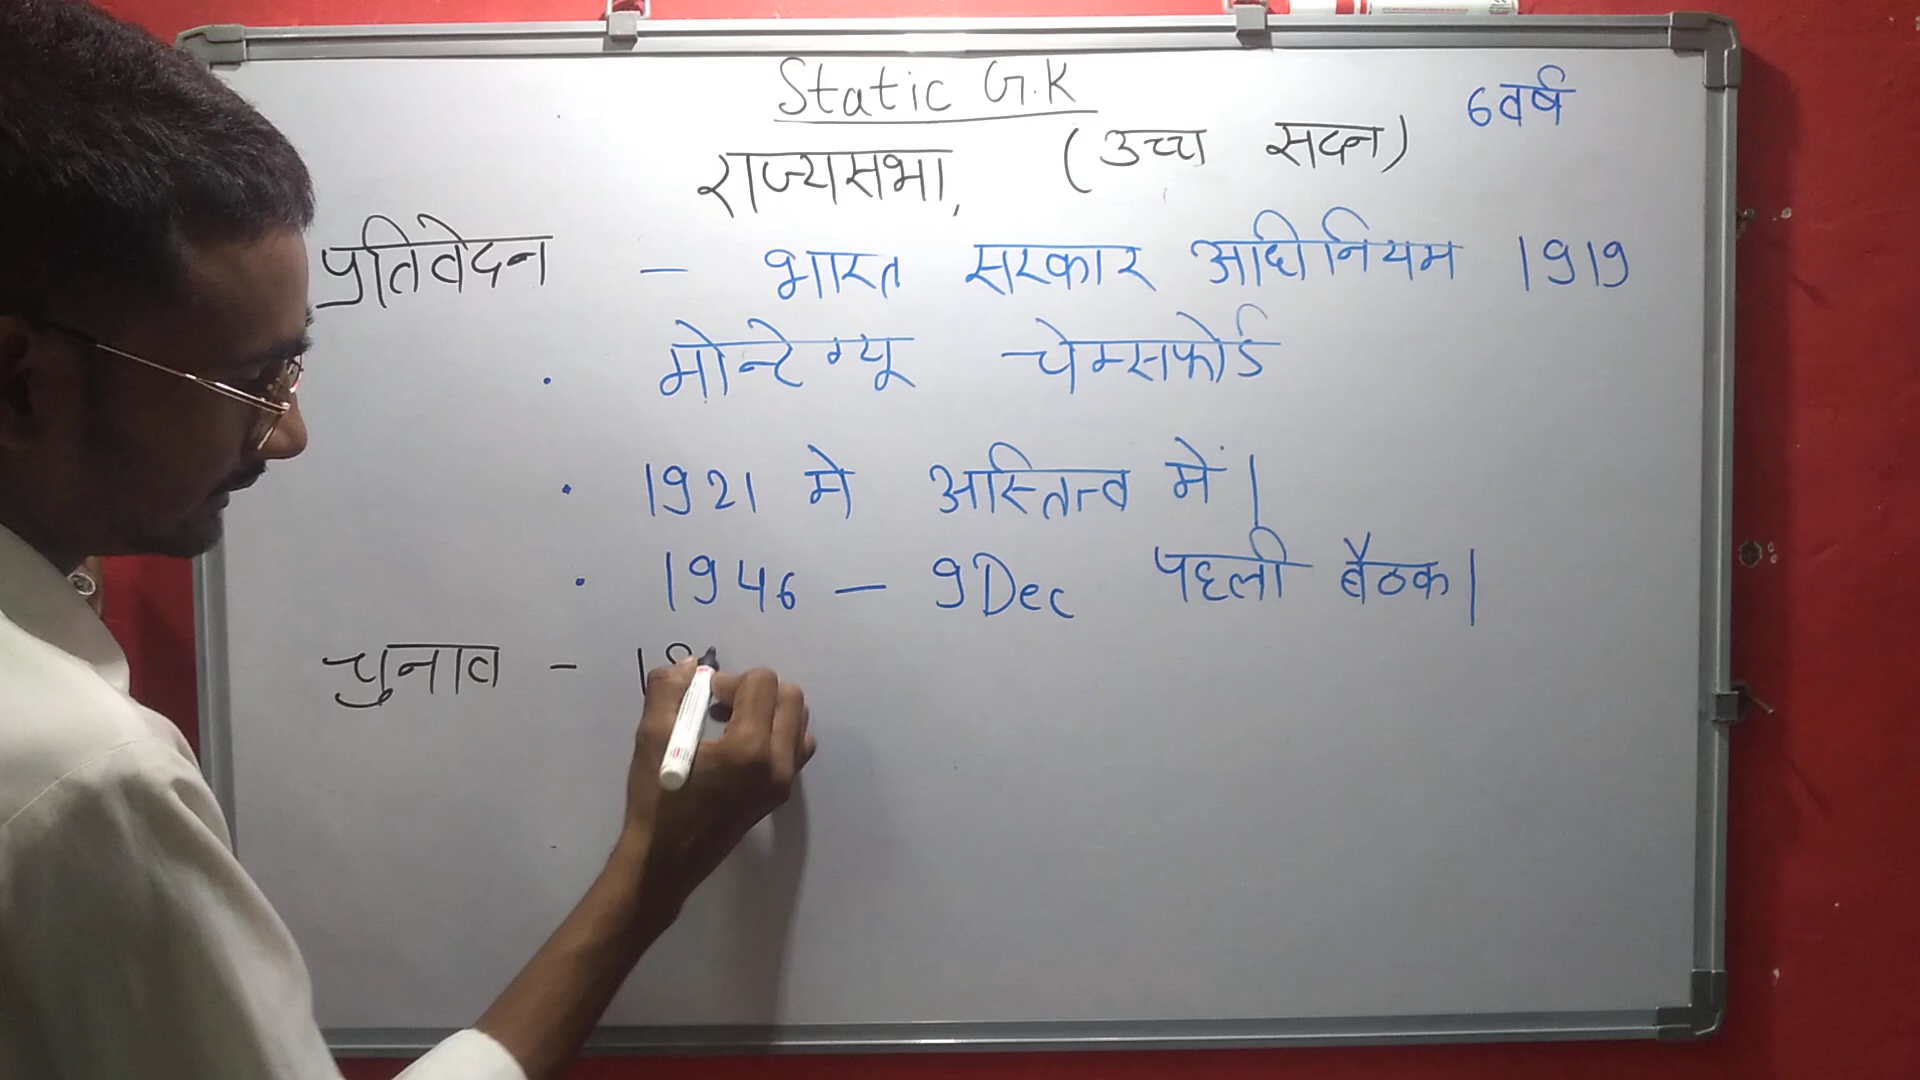 Static G.K
6वर्ष
राज्यसभा, (उच्चा सदन)
प्रतिवेदन - भारत सरकार अधिनियम 1919
मोन्टेग्यू चेम्सफोर्ड
• 1921 मे अस्तित्व में।
• 1946 - 9Dec पहली बैठक।
चुनाव - 19